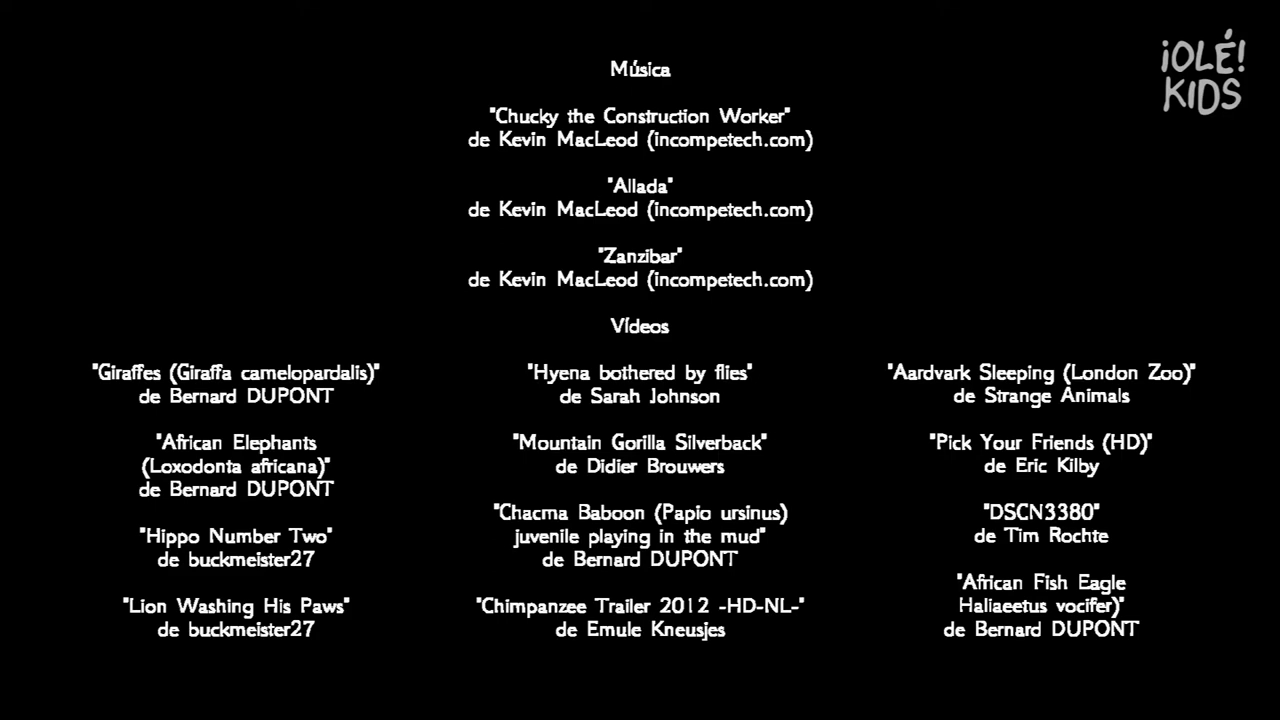 ¡OLÉ!
KIDS
Música
"Chucky the Construction Worker"
de Kevin MacLeod (incompetech.com)
"Allada"
de Kevin MacLeod (incompetech.com)
"Zanzibar"
de Kevin MacLeod (incompetech.com)
Vídeos
"Giraffes (Giraffa camelopardalis)"
de Bernard DUPONT
"African Elephants
(Loxodonta africana)"
de Bernard DUPONT
"Hippo Number Two"
de buckmeister27
"Lion Washing His Paws"
de buckmeister27
"Hyena bothered by flies"
de Sarah Johnson
"Mountain Gorilla Silverback"
de Didier Brouwers
"Chacma Baboon (Papio ursinus)
juvenile playing in the mud"
de Bernard DUPONT
"Chimpanzee Trailer 2012 -HD-NL-"
de Emule Kneusjes
"Aardvark Sleeping (London Zoo)"
de Strange Animals
"Pick Your Friends (HD)"
de Eric Kilby
"DSCN3380"
de Tim Rochte
"African Fish Eagle
Haliaeetus vocifer)"
de Bernard DUPONT